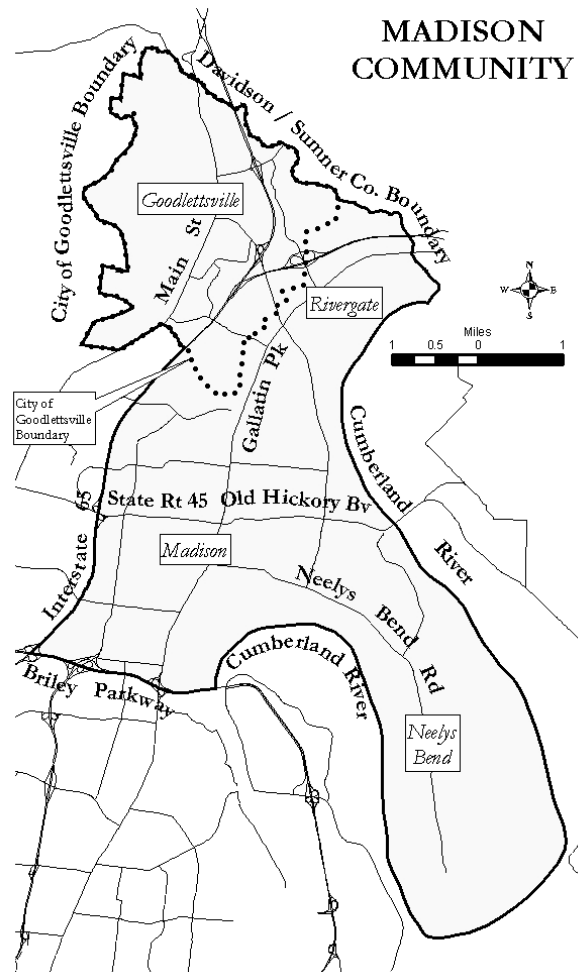 MADISON
COMMUNITY
City of Goodlettsville Boundary
Davidson / Sumner Co. Boundary
Goodlettsville
Main St
Rivergate
N
W E
S
Miles
1 0.5 0 1
City of
Goodlettsville
Boundary
Gallatin Pk
Cumberland
River
State Rt 45 Old Hickory Bv
Interstate 65
Madison
Neelys
Bend
Rd
Cumberland River
Briley Parkway
Neelys
Bend